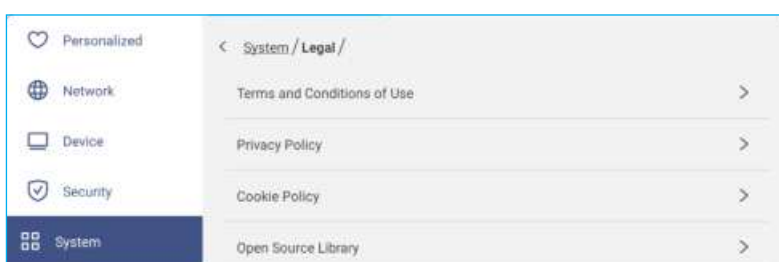 Personalized
Network
Device
Security
System
< System / Legal /
Terms and Conditions of Use >
Privacy Policy >
Cookie Policy >
Open Source Library >